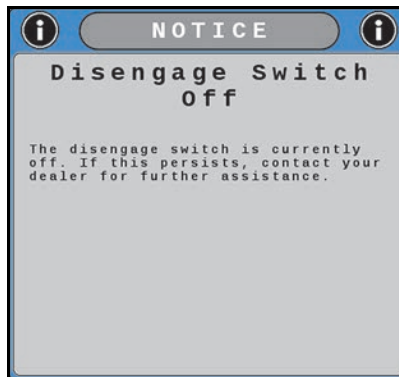 NOTICE
Disengage Switch
Off
The disengage switch is currently
off. If this persists, contact your
dealer for further assistance.